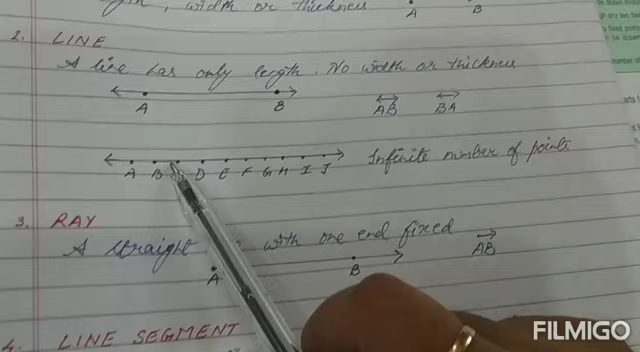 width or thickness
A B
2. LINE
A line has only length. No width or thickness
A B AB BA
A B D E F G H I J Infinite number of points
3. RAY
A straight with one end fixed
A B AB
4. LINE SEGMENT
FILMIGO